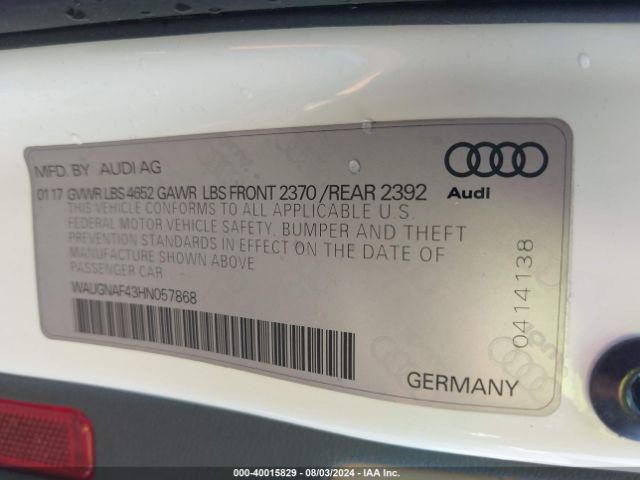 MFD. BY AUDI AG
01 17 GVWR LBS 4652 GAWR LBS FRONT 2370 /REAR 2392
THIS VEHICLE CONFORMS TO ALL APPLICABLE U.S.
FEDERAL MOTOR VEHICLE SAFETY, BUMPER AND THEFT
PREVENTION STANDARDS IN EFFECT ON THE DATE OF
MANUFACTURE SHOWN ABOVE
PASSENGER CAR
WAUGNAF43HN057868
Audi
0414138
GERMANY
000-40015829 - 08/03/2024 - IAA Inc.